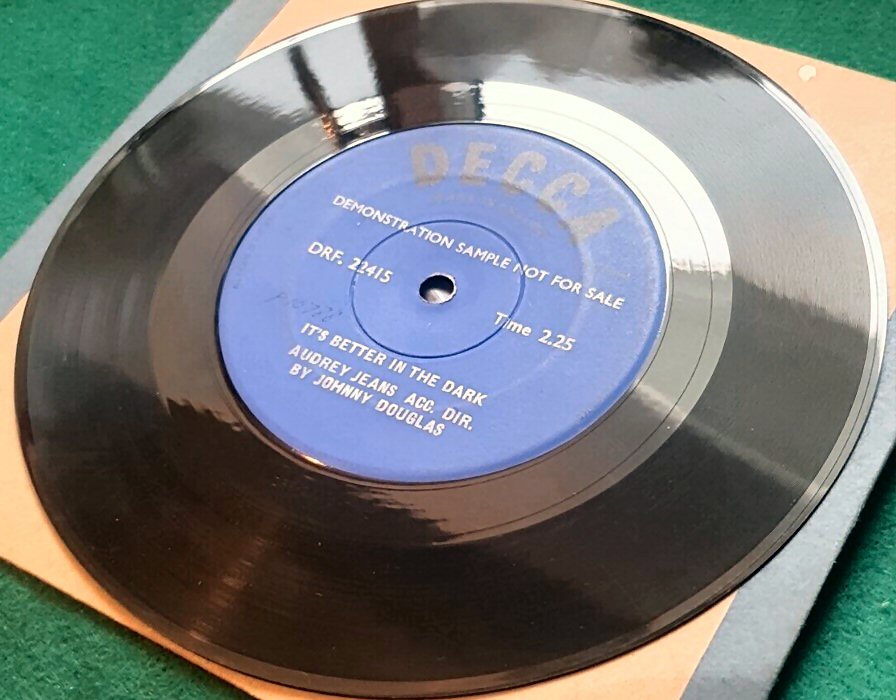 DECCA
DEMONSTRATION SAMPLE NOT FOR SALE
DRF. 22415
Time 2.25
IT'S BETTER IN THE DARK
AUDREY JEANS ACC. DIR.
BY JOHNNY DOUGLAS